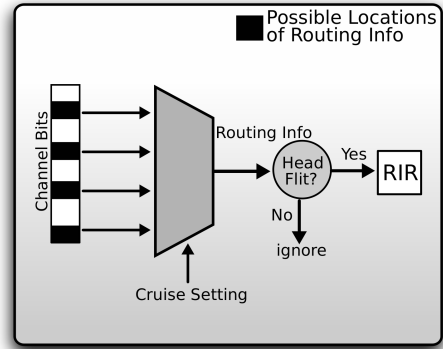 Possible Locations
of Routing Info
Channel Bits
Routing Info
Head
Flit?
Yes
RIR
No
ignore
Cruise Setting